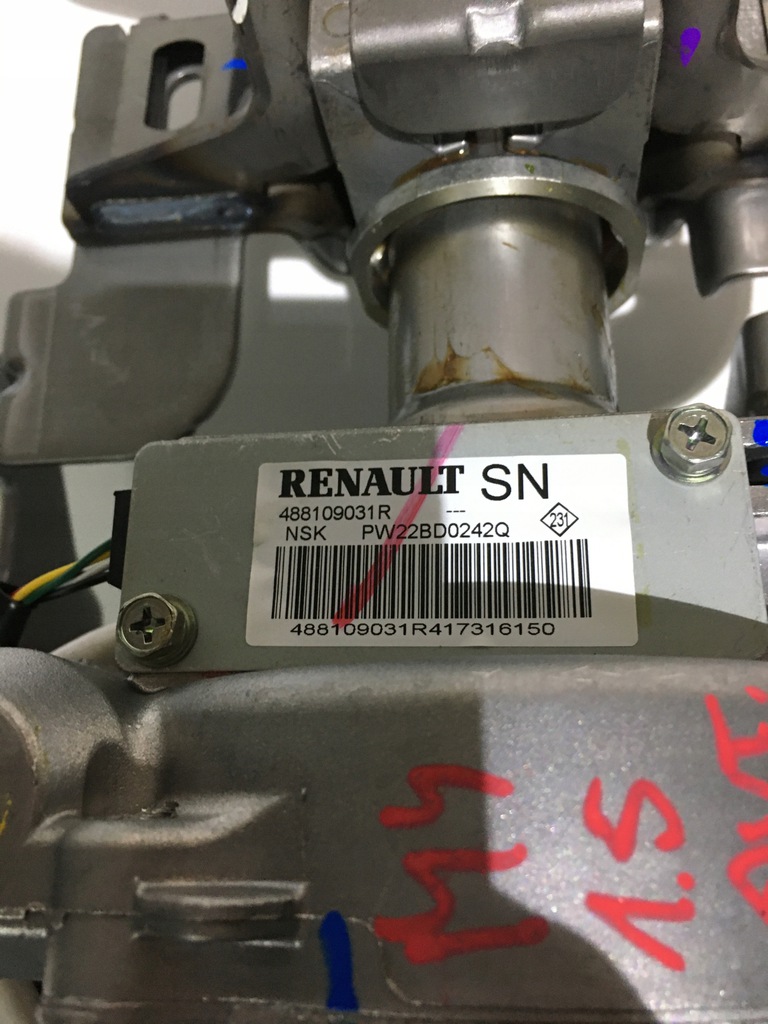 RENAULT SN
488109031R ---
NSK PW22BD0242Q 231
488109031R417316150
1.5